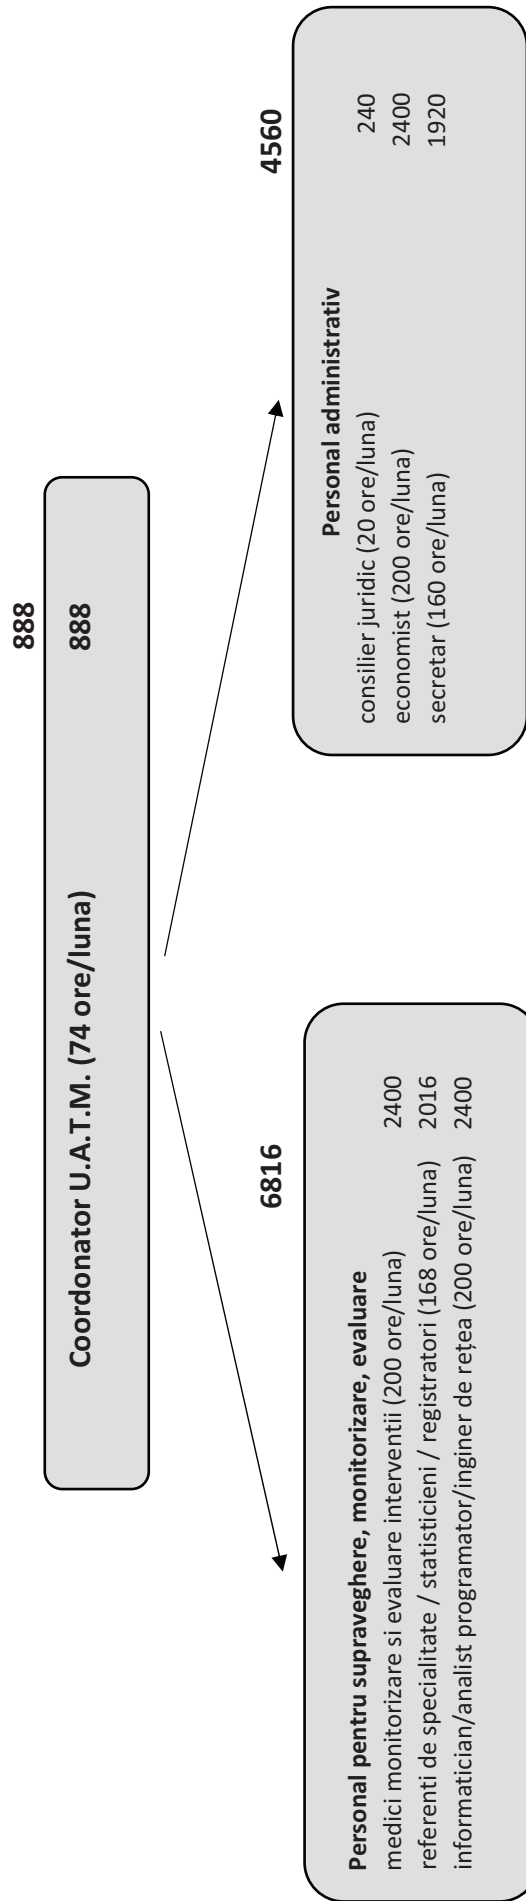 888
Coordonator U.A.T.M. (74 ore/luna) 888
6816
Personal pentru supraveghere, monitorizare, evaluare
medici monitorizare si evaluare interventii (200 ore/luna) 2400
referenti de specialitate / statisticieni / registratori (168 ore/luna) 2016
informatician/analist programator/inginer de rețea (200 ore/luna) 2400
4560
Personal administrativ
consilier juridic (20 ore/luna) 240
economist (200 ore/luna) 2400
secretar (160 ore/luna) 1920